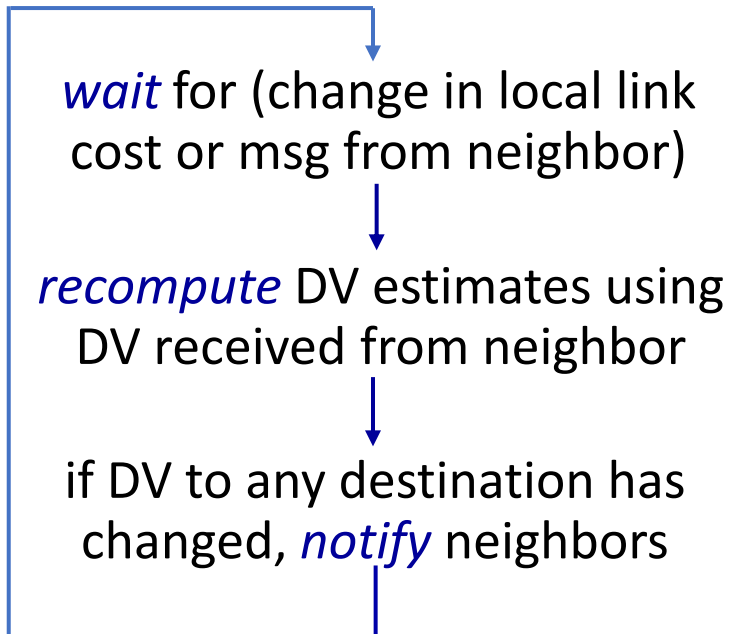 wait for (change in local link
cost or msg from neighbor)
recompute DV estimates using
DV received from neighbor
if DV to any destination has
changed, notify neighbors